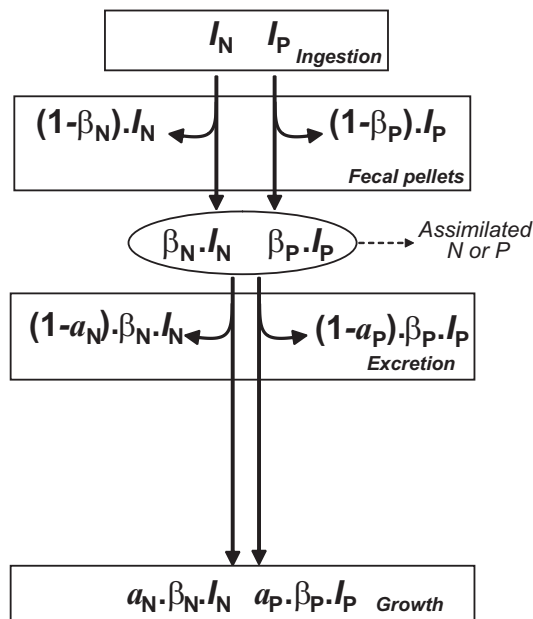 I_N I_P Ingestion
(1-β_N).I_N (1-β_P).I_P
Fecal pellets
β_N.I_N β_P.I_P
Assimilated
N or P
(1-a_N).β_N.I_N (1-a_P).β_P.I_P
Excretion
a_N.β_N.I_N a_P.β_P.I_P Growth